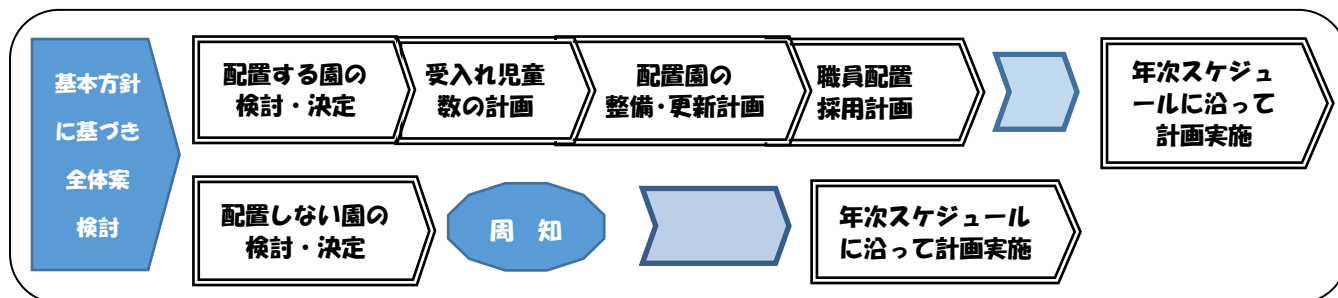 基本方針
に基づき
全体案
検討
配置する園の
検討・決定
受入れ児童
数の計画
配置園の
整備・更新計画
職員配置
採用計画
年次スケジュ
ールに沿って
計画実施
配置しない園の
検討・決定
周 知
年次スケジュール
に沿って計画実施